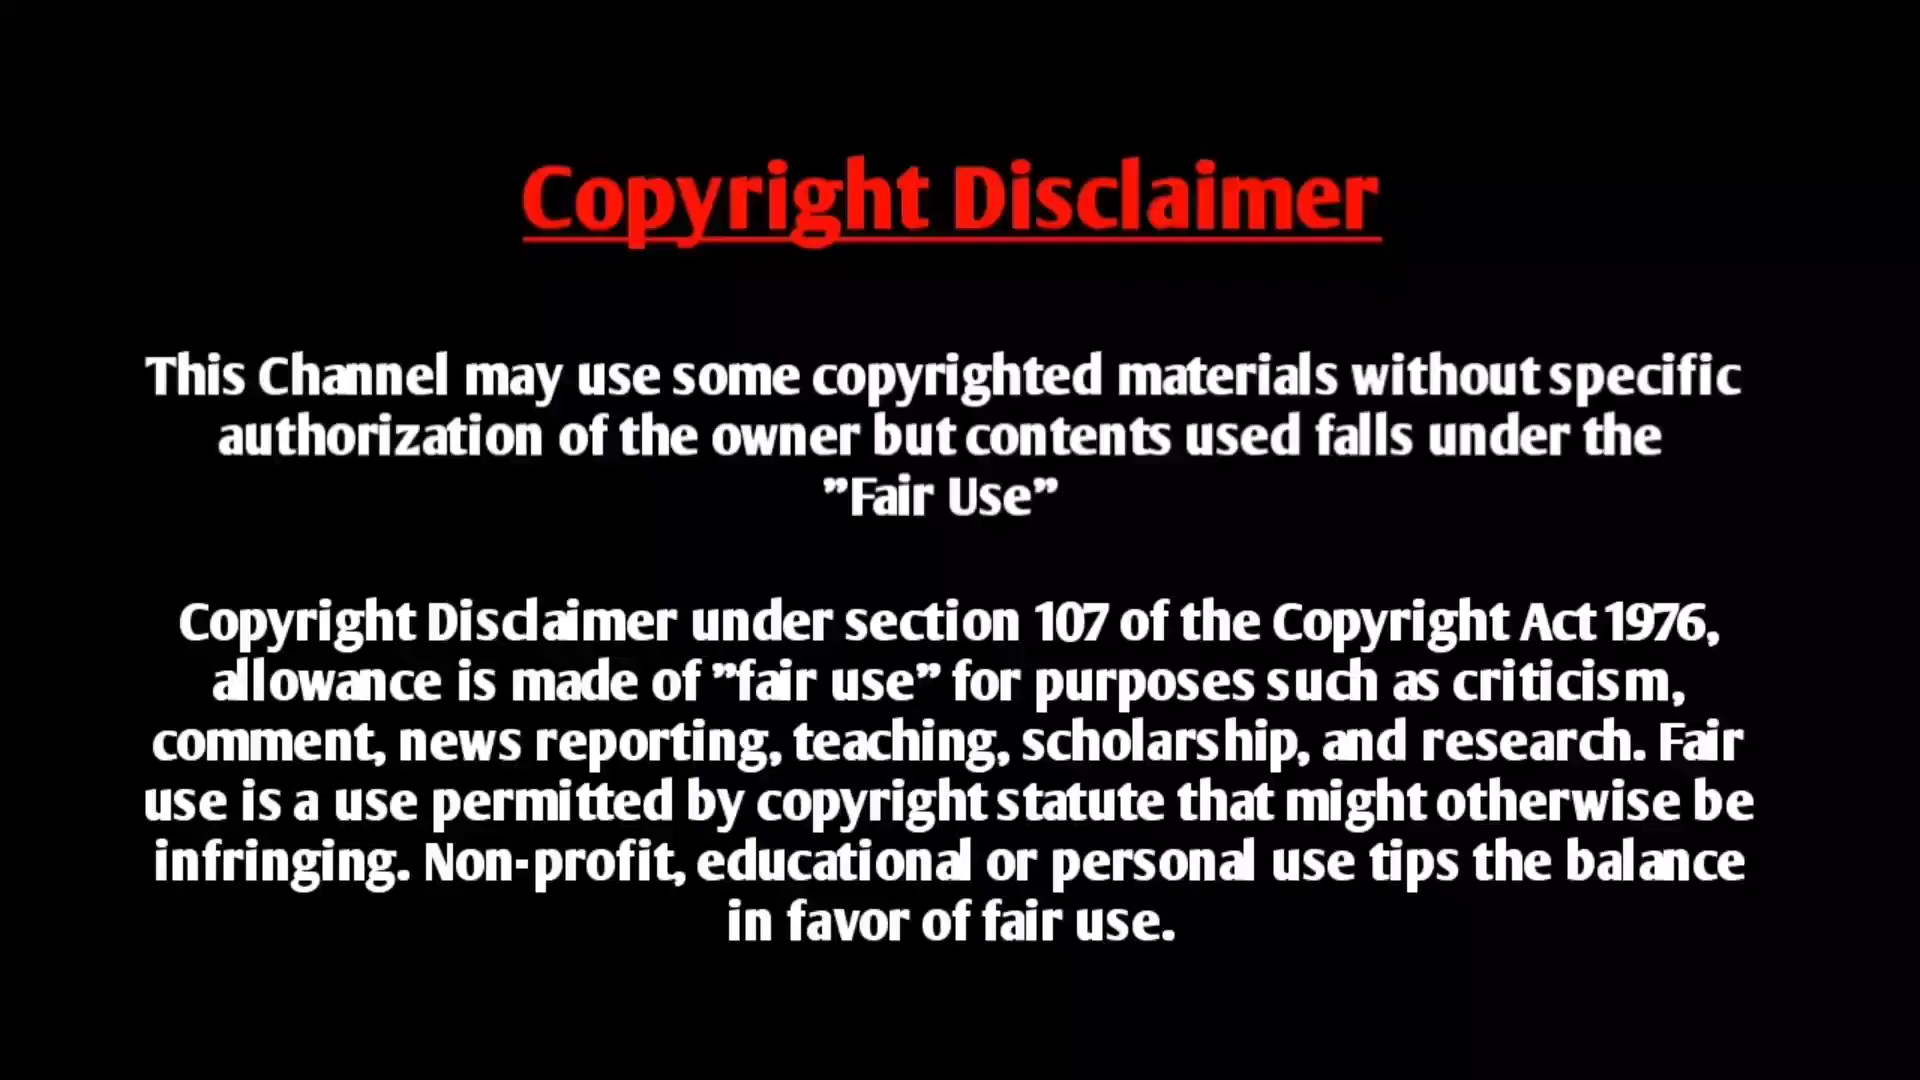 Copyright Disclaimer
This Channel may use some copyrighted materials without specific
authorization of the owner but contents used falls under the
”Fair Use”
Copyright Disclaimer under section 107 of the Copyright Act 1976,
allowance is made of ”fair use” for purposes such as criticism,
comment, news reporting, teaching, scholarship, and research. Fair
use is a use permitted by copyright statute that might otherwise be
infringing. Non-profit, educational or personal use tips the balance
in favor of fair use.